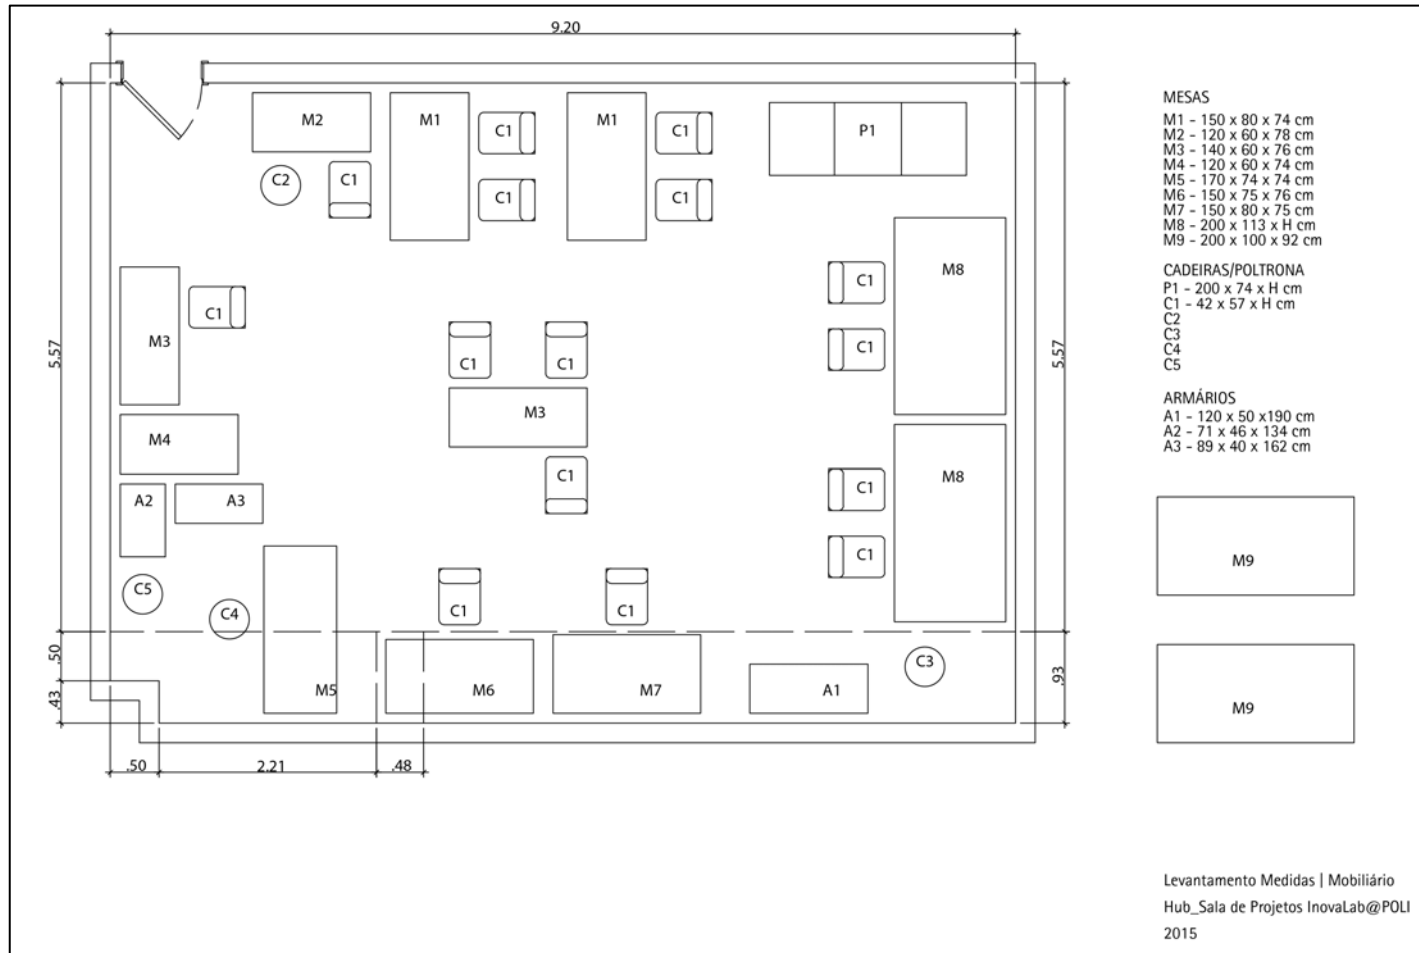 9.20
M2
M1
C1
M1
C1
P1
C2
C1
C1
C1
M8
C1
C1
M3
C1
C1
C1
C1
M3
M4
C1
M8
A2
A3
C1
C1
C5
C4
C1
C1
C3
M5
M6
M7
A1
5.57
.50
.43
5.57
.93
.50
2.21
.48
MESAS
M1 - 150 x 80 x 74 cm
M2 - 120 x 60 x 78 cm
M3 - 140 x 60 x 76 cm
M4 - 120 x 60 x 74 cm
M5 - 170 x 74 x 74 cm
M6 - 150 x 75 x 76 cm
M7 - 150 x 80 x 75 cm
M8 - 200 x 113 x H cm
M9 - 200 x 100 x 92 cm
CADEIRAS/POLTRONA
P1 - 200 x 74 x H cm
C1 - 42 x 57 x H cm
C2
C3
C4
C5
ARMÁRIOS
A1 - 120 x 50 x190 cm
A2 - 71 x 46 x 134 cm
A3 - 89 x 40 x 162 cm
M9
M9
Levantamento Medidas | Mobiliário
Hub_Sala de Projetos InovaLab@POLI
2015